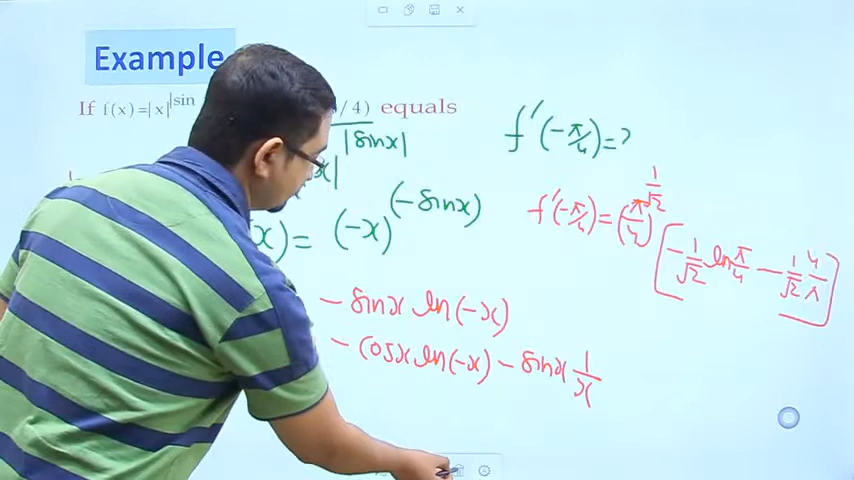 Example
If f(x)=|x|^|sin /4) equals
|sinx|
x|
x) = (-x)^(-sinx)
- sinx ln(-x)
- cosx ln(-x) - sinx 1/x
f'(-π/4)=?
f'(-π/4)=(π/4)^1/√2 [-1/√2 ln π/4 - 1/√2 4/π]